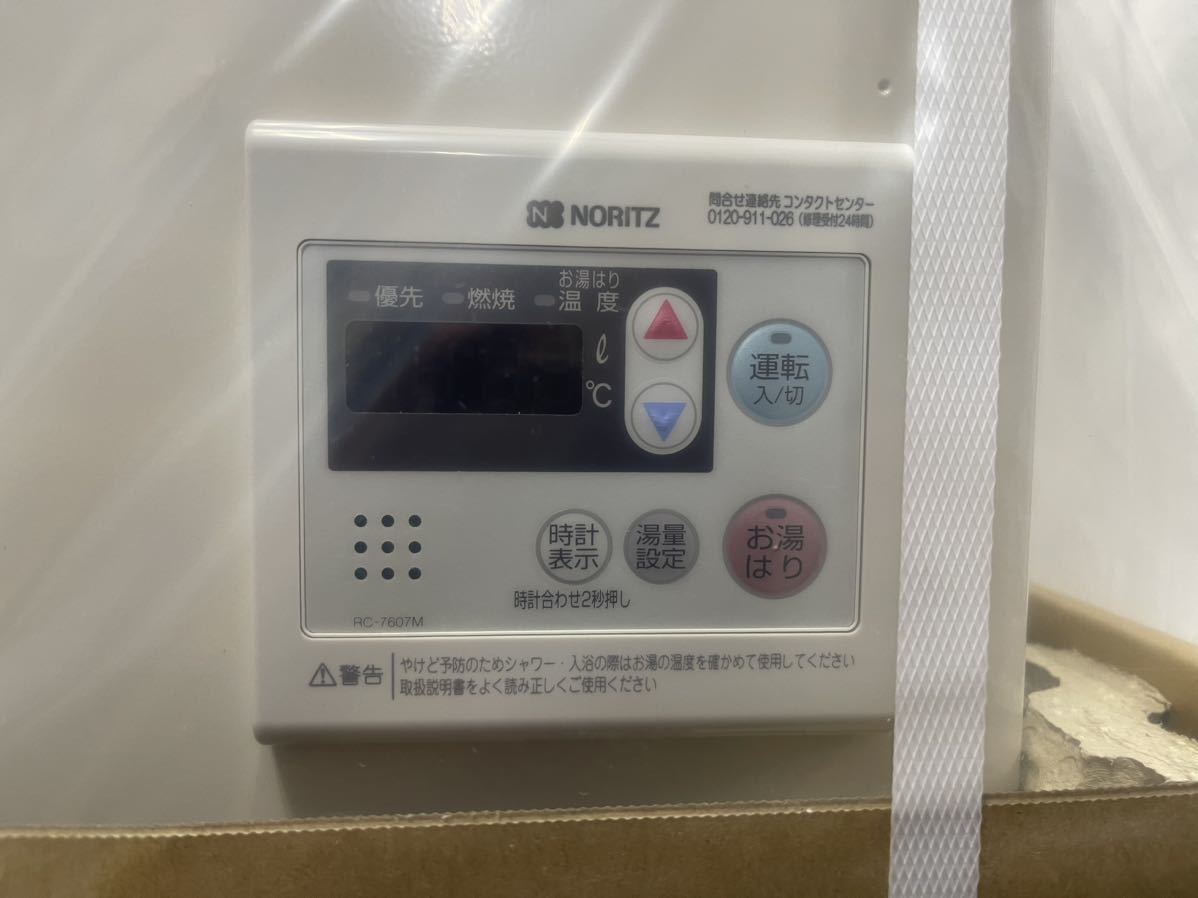 NORITZ
問合せ連絡先 コンタクトセンター
0120-911-026 (修理受付24時間)
優先
燃焼
お湯はり
温度
ℓ
℃
運転
入/切
時計
表示
湯量
設定
お湯
はり
時計合わせ2秒押し
RC-7607M
警告
やけど予防のためシャワー・入浴の際はお湯の温度を確かめて使用してください
取扱説明書をよく読み正しくご使用ください